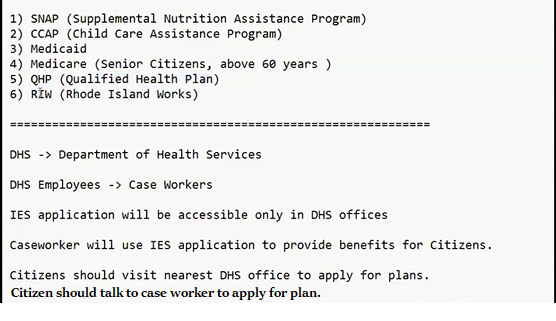 1) SNAP (Supplemental Nutrition Assistance Program)
2) CCAP (Child Care Assistance Program)
3) Medicaid
4) Medicare (Senior Citizens, above 60 years )
5) QHP (Qualified Health Plan)
6) RIW (Rhode Island Works)
============================================================
DHS -> Department of Health Services
DHS Employees -> Case Workers
IES application will be accessible only in DHS offices
Caseworker will use IES application to provide benefits for Citizens.
Citizens should visit nearest DHS office to apply for plans.
Citizen should talk to case worker to apply for plan.